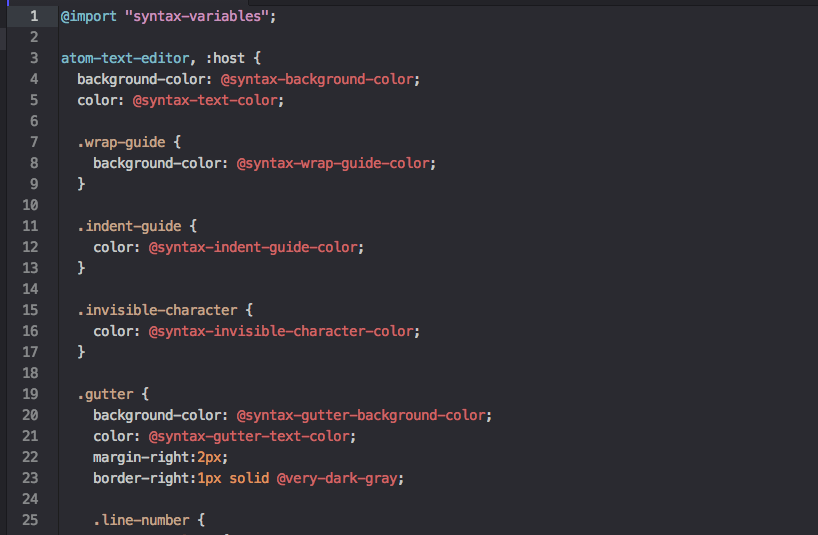 1 @import "syntax-variables";
2
3 atom-text-editor, :host {
4   background-color: @syntax-background-color;
5   color: @syntax-text-color;
6
7   .wrap-guide {
8     background-color: @syntax-wrap-guide-color;
9   }
10
11   .indent-guide {
12     color: @syntax-indent-guide-color;
13   }
14
15   .invisible-character {
16     color: @syntax-invisible-character-color;
17   }
18
19   .gutter {
20     background-color: @syntax-gutter-background-color;
21     color: @syntax-gutter-text-color;
22     margin-right:2px;
23     border-right:1px solid @very-dark-gray;
24
25     .line-number {